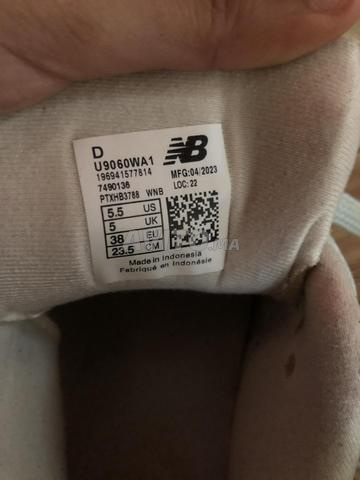 D
U9060WA1
196941577814
7490136
PTXHB3788 WNB
NB
MFG:04/2023
LOC: 22
5.5 US
5 UK
38 EU
23.5 CM
Made in Indonesia
Fabriqué en Indonésie